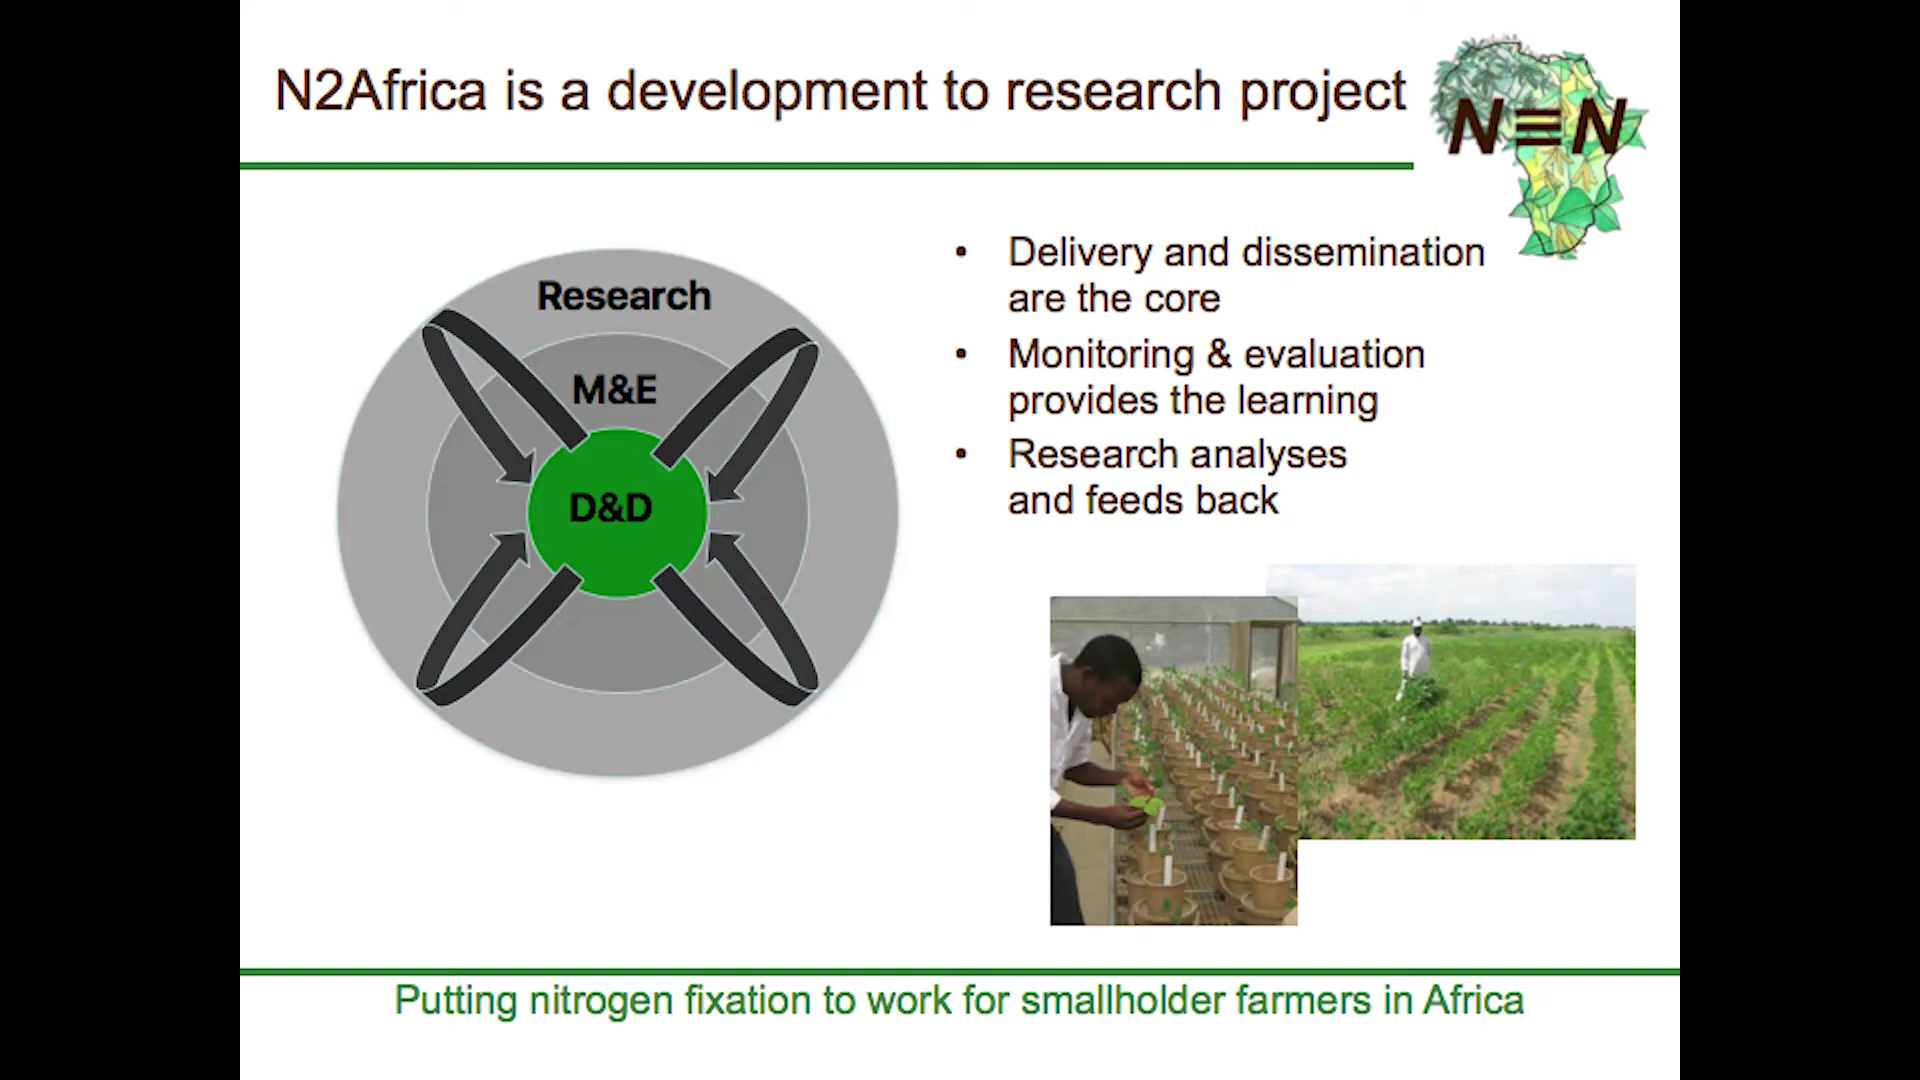 N2Africa is a development to research project
N≡N
Research
M&E
D&D
• Delivery and dissemination
are the core
• Monitoring & evaluation
provides the learning
• Research analyses
and feeds back
Putting nitrogen fixation to work for smallholder farmers in Africa